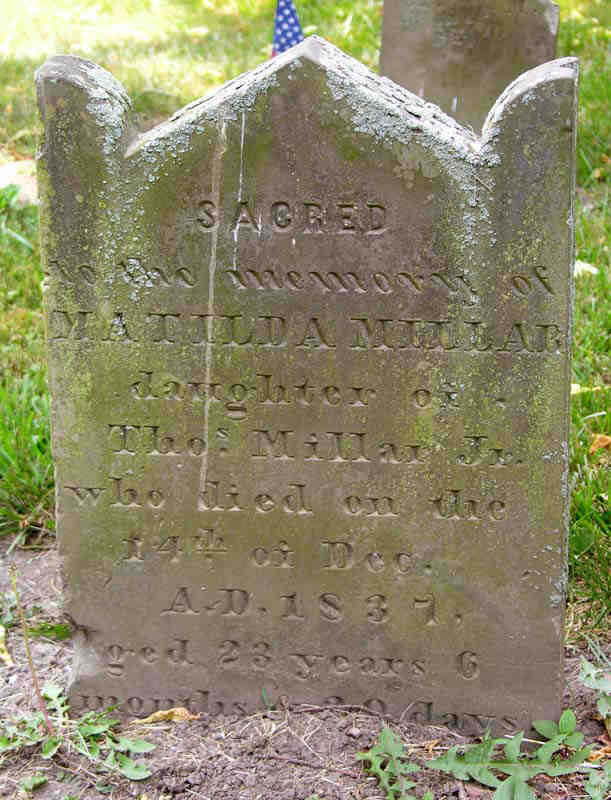 SACRED
to the memory of
MATILDA MILLAR
daughter of
Thos. Millar Jr.
who died on the
14th of Dec.
A.D. 1837,
Aged 23 years 6
months & 20 days.